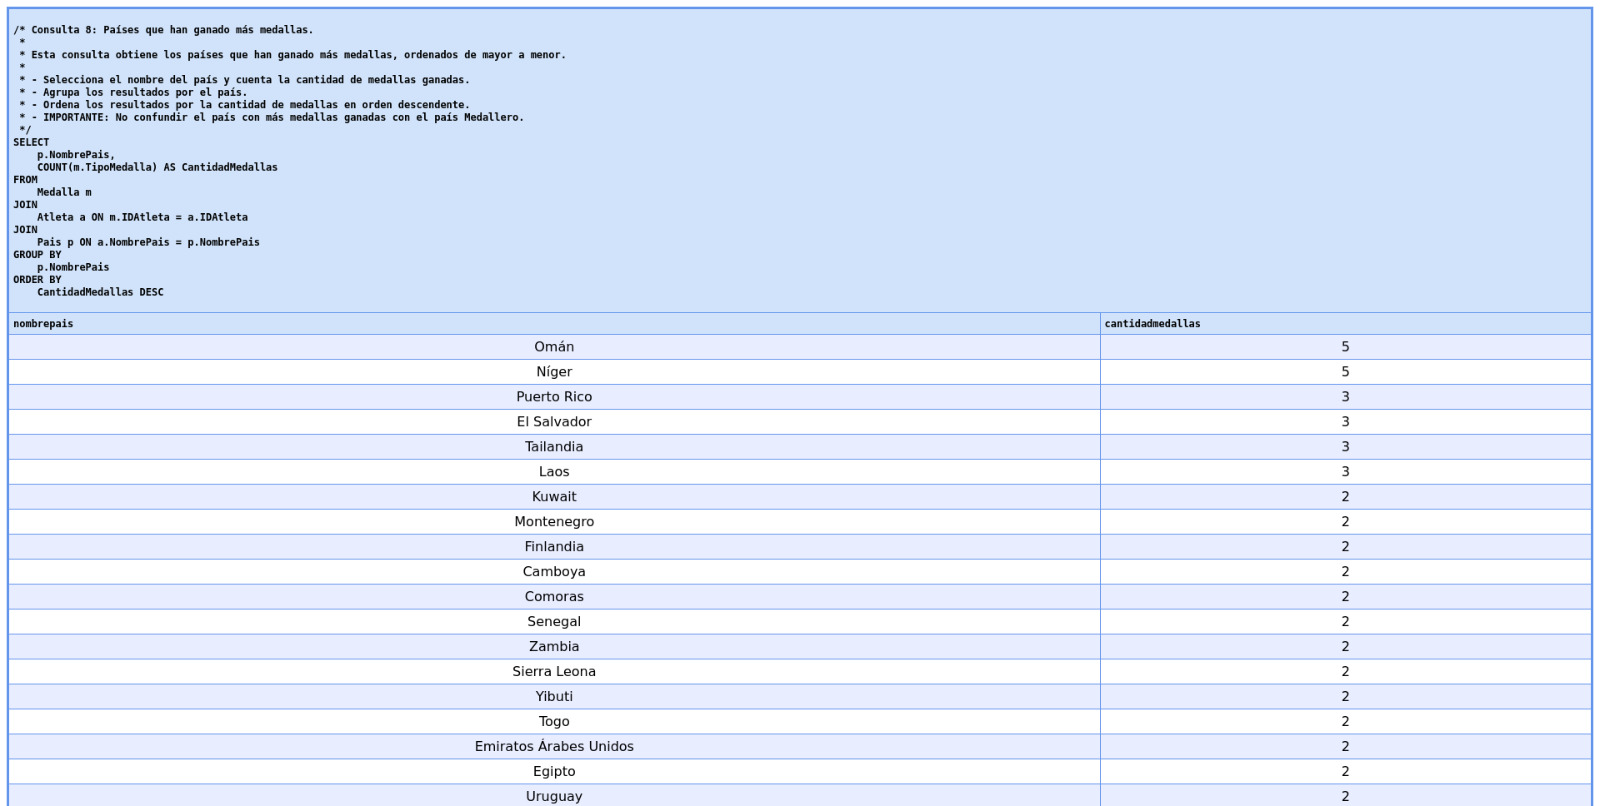 /* Consulta 8: Países que han ganado más medallas.
 *
 * Esta consulta obtiene los países que han ganado más medallas, ordenados de mayor a menor.
 *
 * - Selecciona el nombre del país y cuenta la cantidad de medallas ganadas.
 * - Agrupa los resultados por el país.
 * - Ordena los resultados por la cantidad de medallas en orden descendente.
 * - IMPORTANTE: No confundir el país con más medallas ganadas con el país Medallero.
 */
SELECT
    p.NombrePais,
    COUNT(m.TipoMedalla) AS CantidadMedallas
FROM
    Medalla m
JOIN
    Atleta a ON m.IDAtleta = a.IDAtleta
JOIN
    Pais p ON a.NombrePais = p.NombrePais
GROUP BY
    p.NombrePais
ORDER BY
    CantidadMedallas DESC
nombrepais cantidadmedallas
Omán 5
Níger 5
Puerto Rico 3
El Salvador 3
Tailandia 3
Laos 3
Kuwait 2
Montenegro 2
Finlandia 2
Camboya 2
Comoras 2
Senegal 2
Zambia 2
Sierra Leona 2
Yibuti 2
Togo 2
Emiratos Árabes Unidos 2
Egipto 2
Uruguay 2